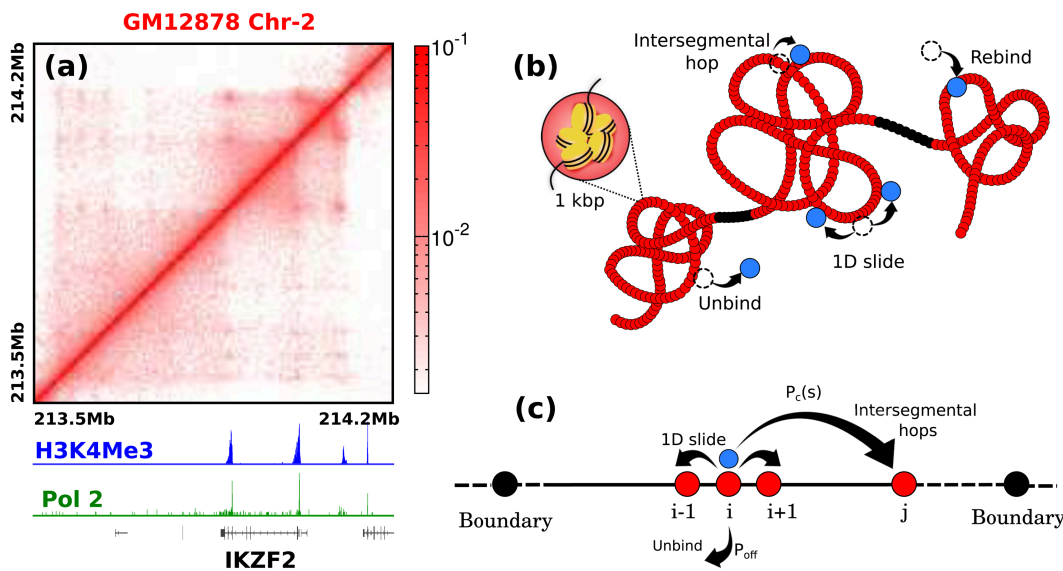 GM12878 Chr-2
(a)
214.2Mb
213.5Mb
213.5Mb
214.2Mb
10⁻¹
10⁻²
H3K4Me3
Pol 2
IKZF2
(b)
Intersegmental
hop
Rebind
1 kbp
1D slide
Unbind
(c)
P_c(s)
Intersegmental
hops
1D slide
i-1
i
i+1
j
Boundary
Boundary
Unbind
P_off